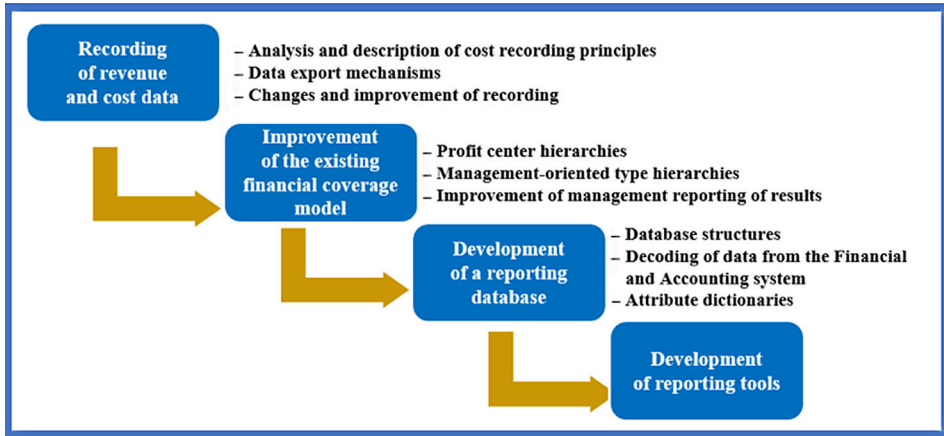 Recording
of revenue
and cost data
– Analysis and description of cost recording principles
– Data export mechanisms
– Changes and improvement of recording
Improvement
of the existing
financial coverage
model
– Profit center hierarchies
– Management-oriented type hierarchies
– Improvement of management reporting of results
Development
of a reporting
database
– Database structures
– Decoding of data from the Financial
and Accounting system
– Attribute dictionaries
Development
of reporting tools